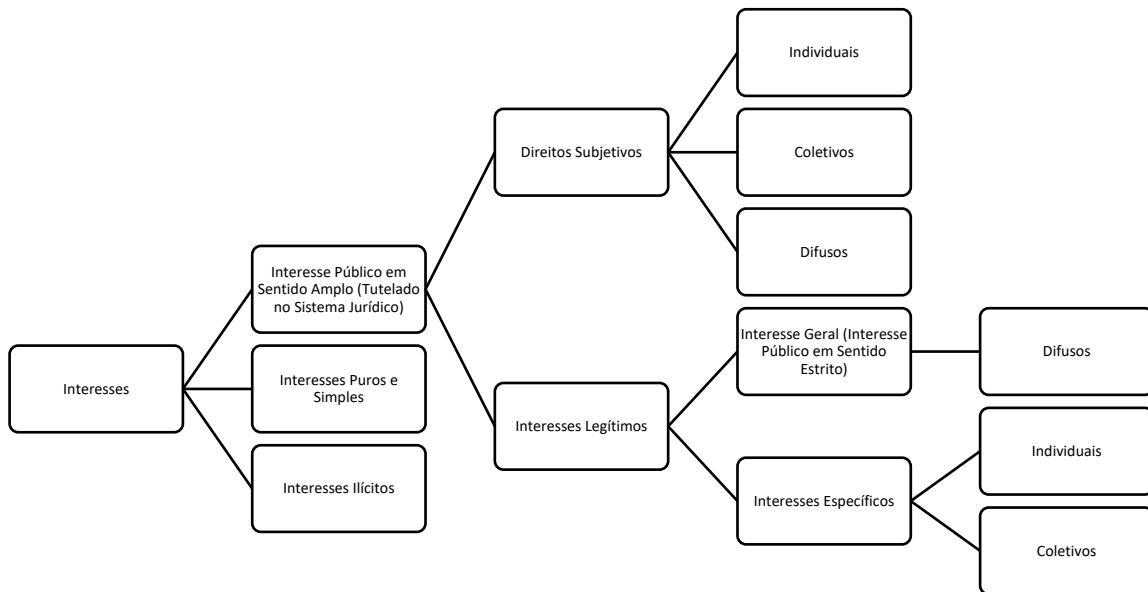 Individuais
Direitos Subjetivos
Coletivos
Difusos
Interesse Público em
Sentido Amplo (Tutelado
no Sistema Jurídico)
Interesse Geral (Interesse
Público em Sentido
Estrito)
Difusos
Interesses
Interesses Puros e
Simples
Interesses Legítimos
Individuais
Interesses Ilícitos
Interesses Específicos
Coletivos